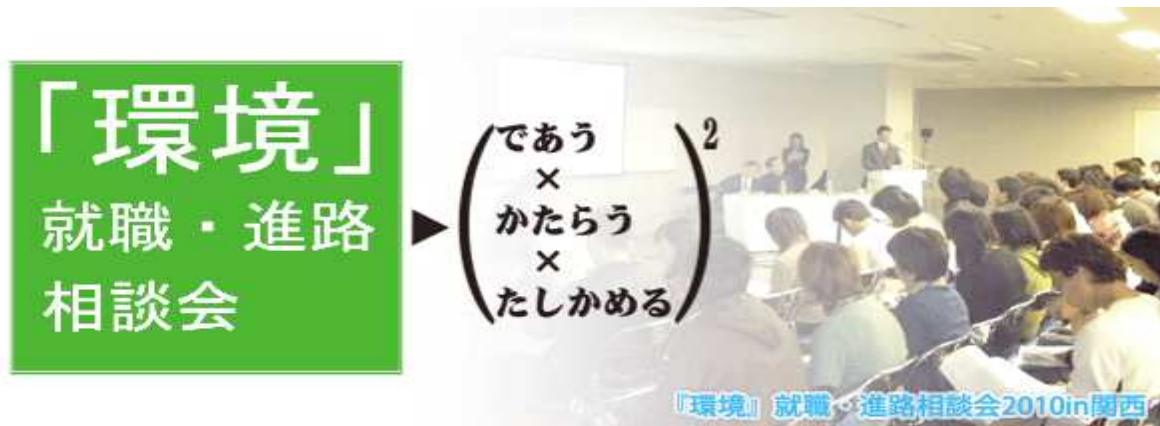 「環境」
就職・進路
相談会
▶
であう
×
かたらう
×
たしかめる
2
『環境』就職・進路相談会2010in関西